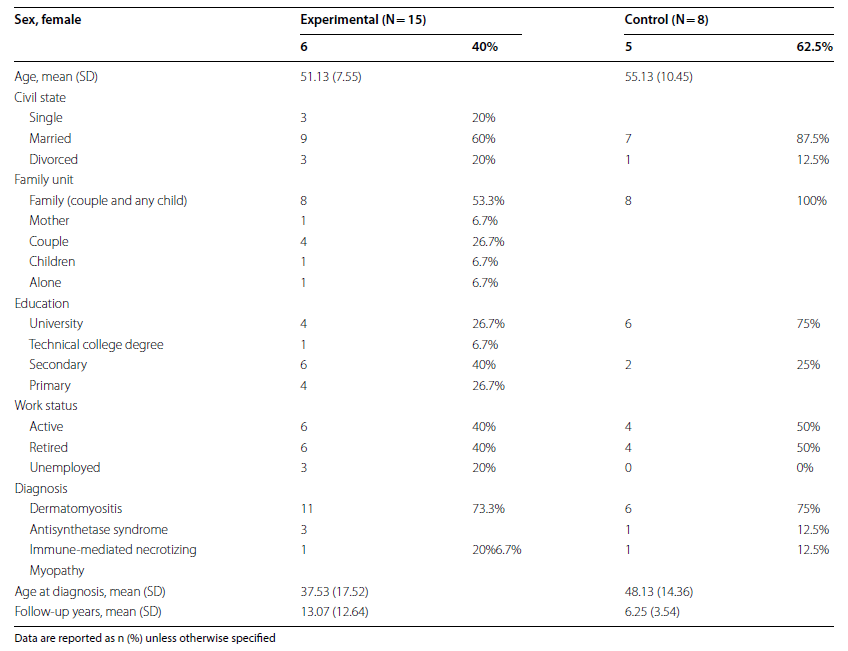 Sex, female Experimental (N = 15) Control (N = 8)
6 40% 5 62.5%
Age, mean (SD) 51.13 (7.55) 55.13 (10.45)
Civil state
Single 3 20%
Married 9 60% 7 87.5%
Divorced 3 20% 1 12.5%
Family unit
Family (couple and any child) 8 53.3% 8 100%
Mother 1 6.7%
Couple 4 26.7%
Children 1 6.7%
Alone 1 6.7%
Education
University 4 26.7% 6 75%
Technical college degree 1 6.7%
Secondary 6 40% 2 25%
Primary 4 26.7%
Work status
Active 6 40% 4 50%
Retired 6 40% 4 50%
Unemployed 3 20% 0 0%
Diagnosis
Dermatomyositis 11 73.3% 6 75%
Antisynthetase syndrome 3 1 12.5%
Immune-mediated necrotizing 1 20%6.7% 1 12.5%
Myopathy
Age at diagnosis, mean (SD) 37.53 (17.52) 48.13 (14.36)
Follow-up years, mean (SD) 13.07 (12.64) 6.25 (3.54)
Data are reported as n (%) unless otherwise specified